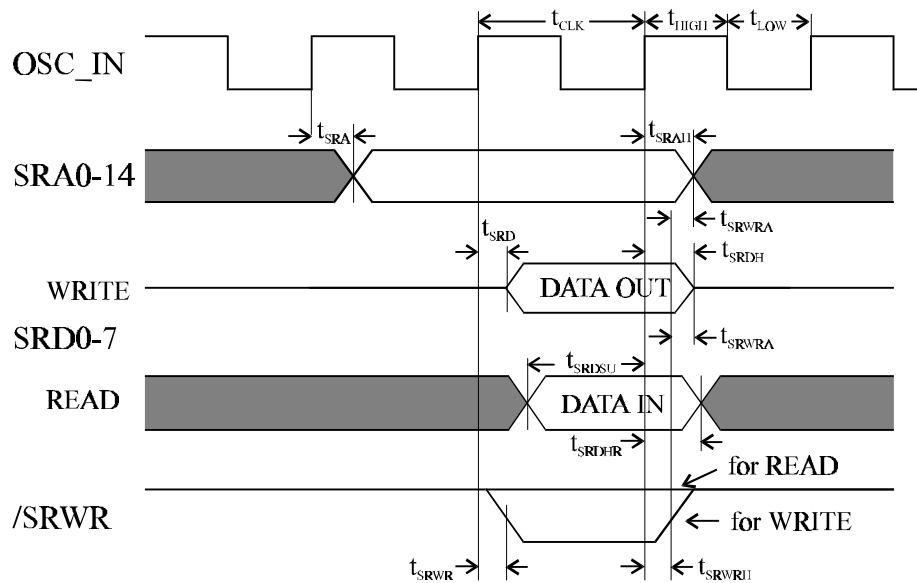 tCLK tHIGH tLOW
OSC_IN
tSRA tSRAH
SRA0-14
tSRWRA
tSRD tSRDH
WRITE DATA OUT
SRD0-7
tSRWRA
tSRDSU
READ DATA IN
tSRDHR
for READ
/SRWR
for WRITE
tSRWR tSRWRH